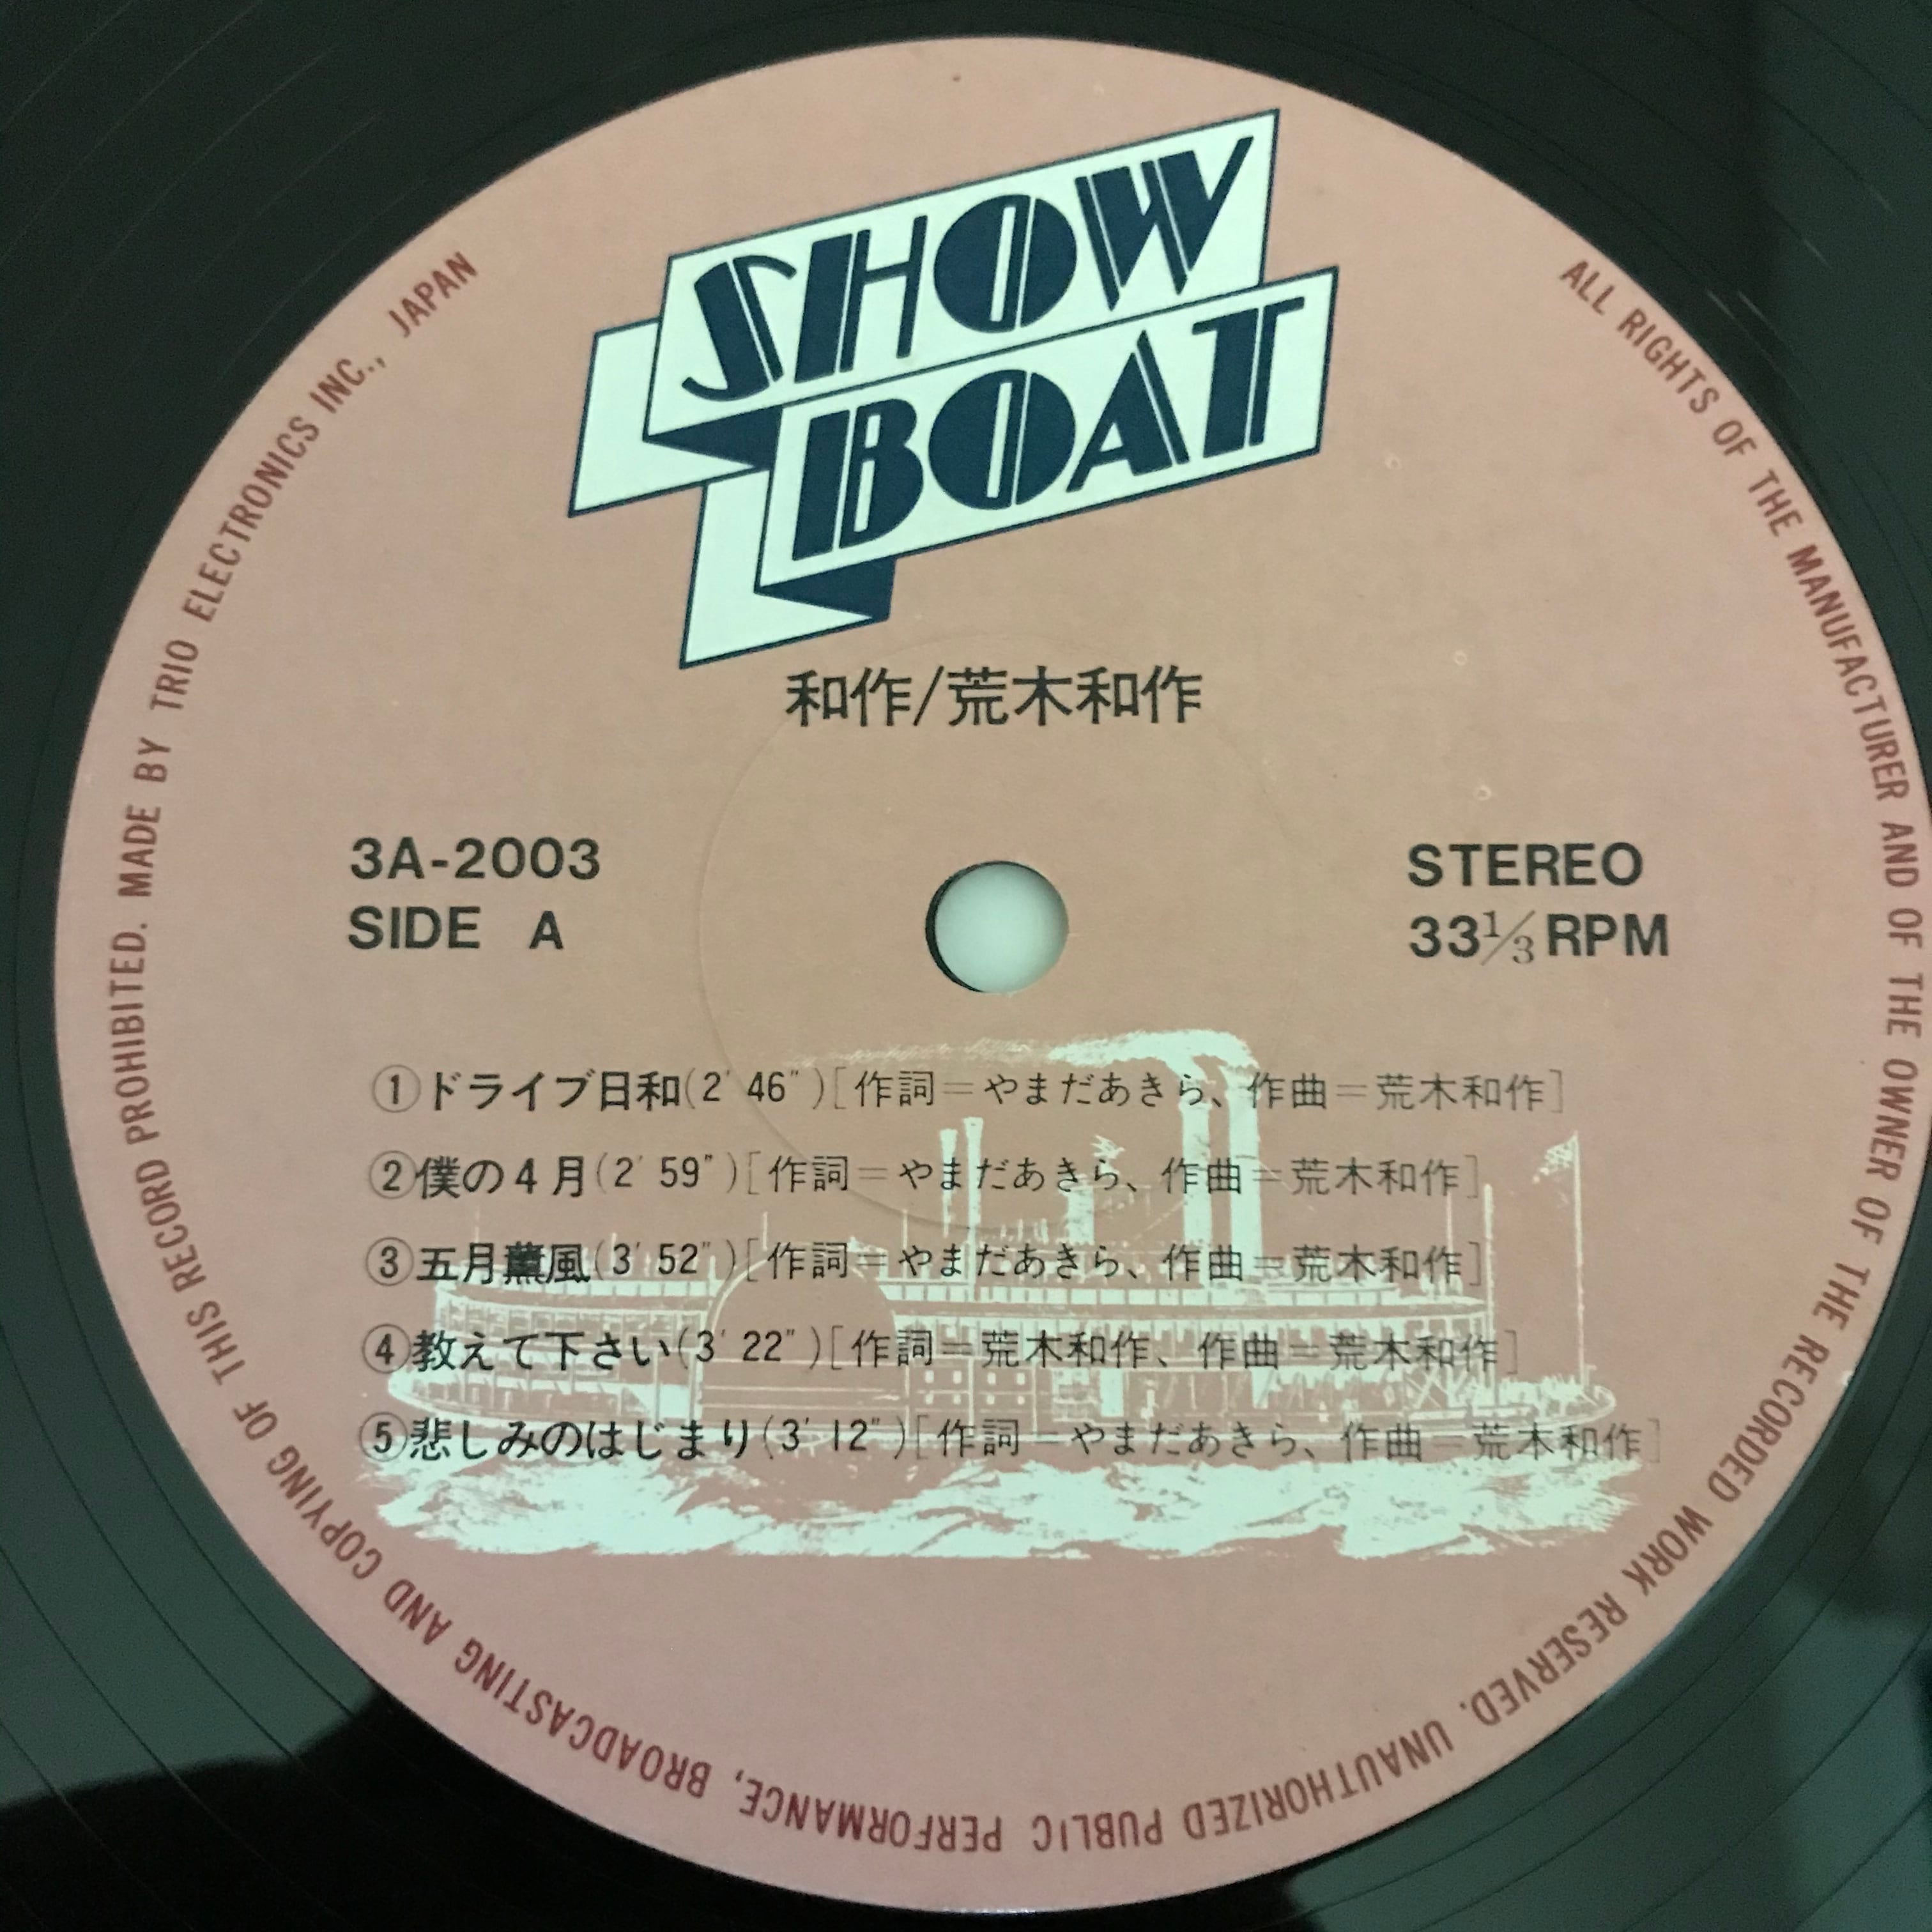 SHOW
BOAT
和作/荒木和作
3A-2003
SIDE A
STEREO
33⅓ RPM
①ドライブ日和(2′46″)[作詞=やまだあきら、作曲=荒木和作]
②僕の4月(2′59″)[作詞=やまだあきら、作曲=荒木和作]
③五月薫風(3′52″)[作詞=やまだあきら、作曲=荒木和作]
④教えて下さい(3′22″)[作詞=荒木和作、作曲=荒木和作]
⑤悲しみのはじまり(3′12″)[作詞=やまだあきら、作曲=荒木和作]
ALL RIGHTS OF THE MANUFACTURER AND OF THE OWNER OF THE RECORDED WORK RESERVED. UNAUTHORIZED PUBLIC PERFORMANCE, BROADCASTING AND COPYING OF THIS RECORD PROHIBITED. MADE BY TRIO ELECTRONICS INC., JAPAN